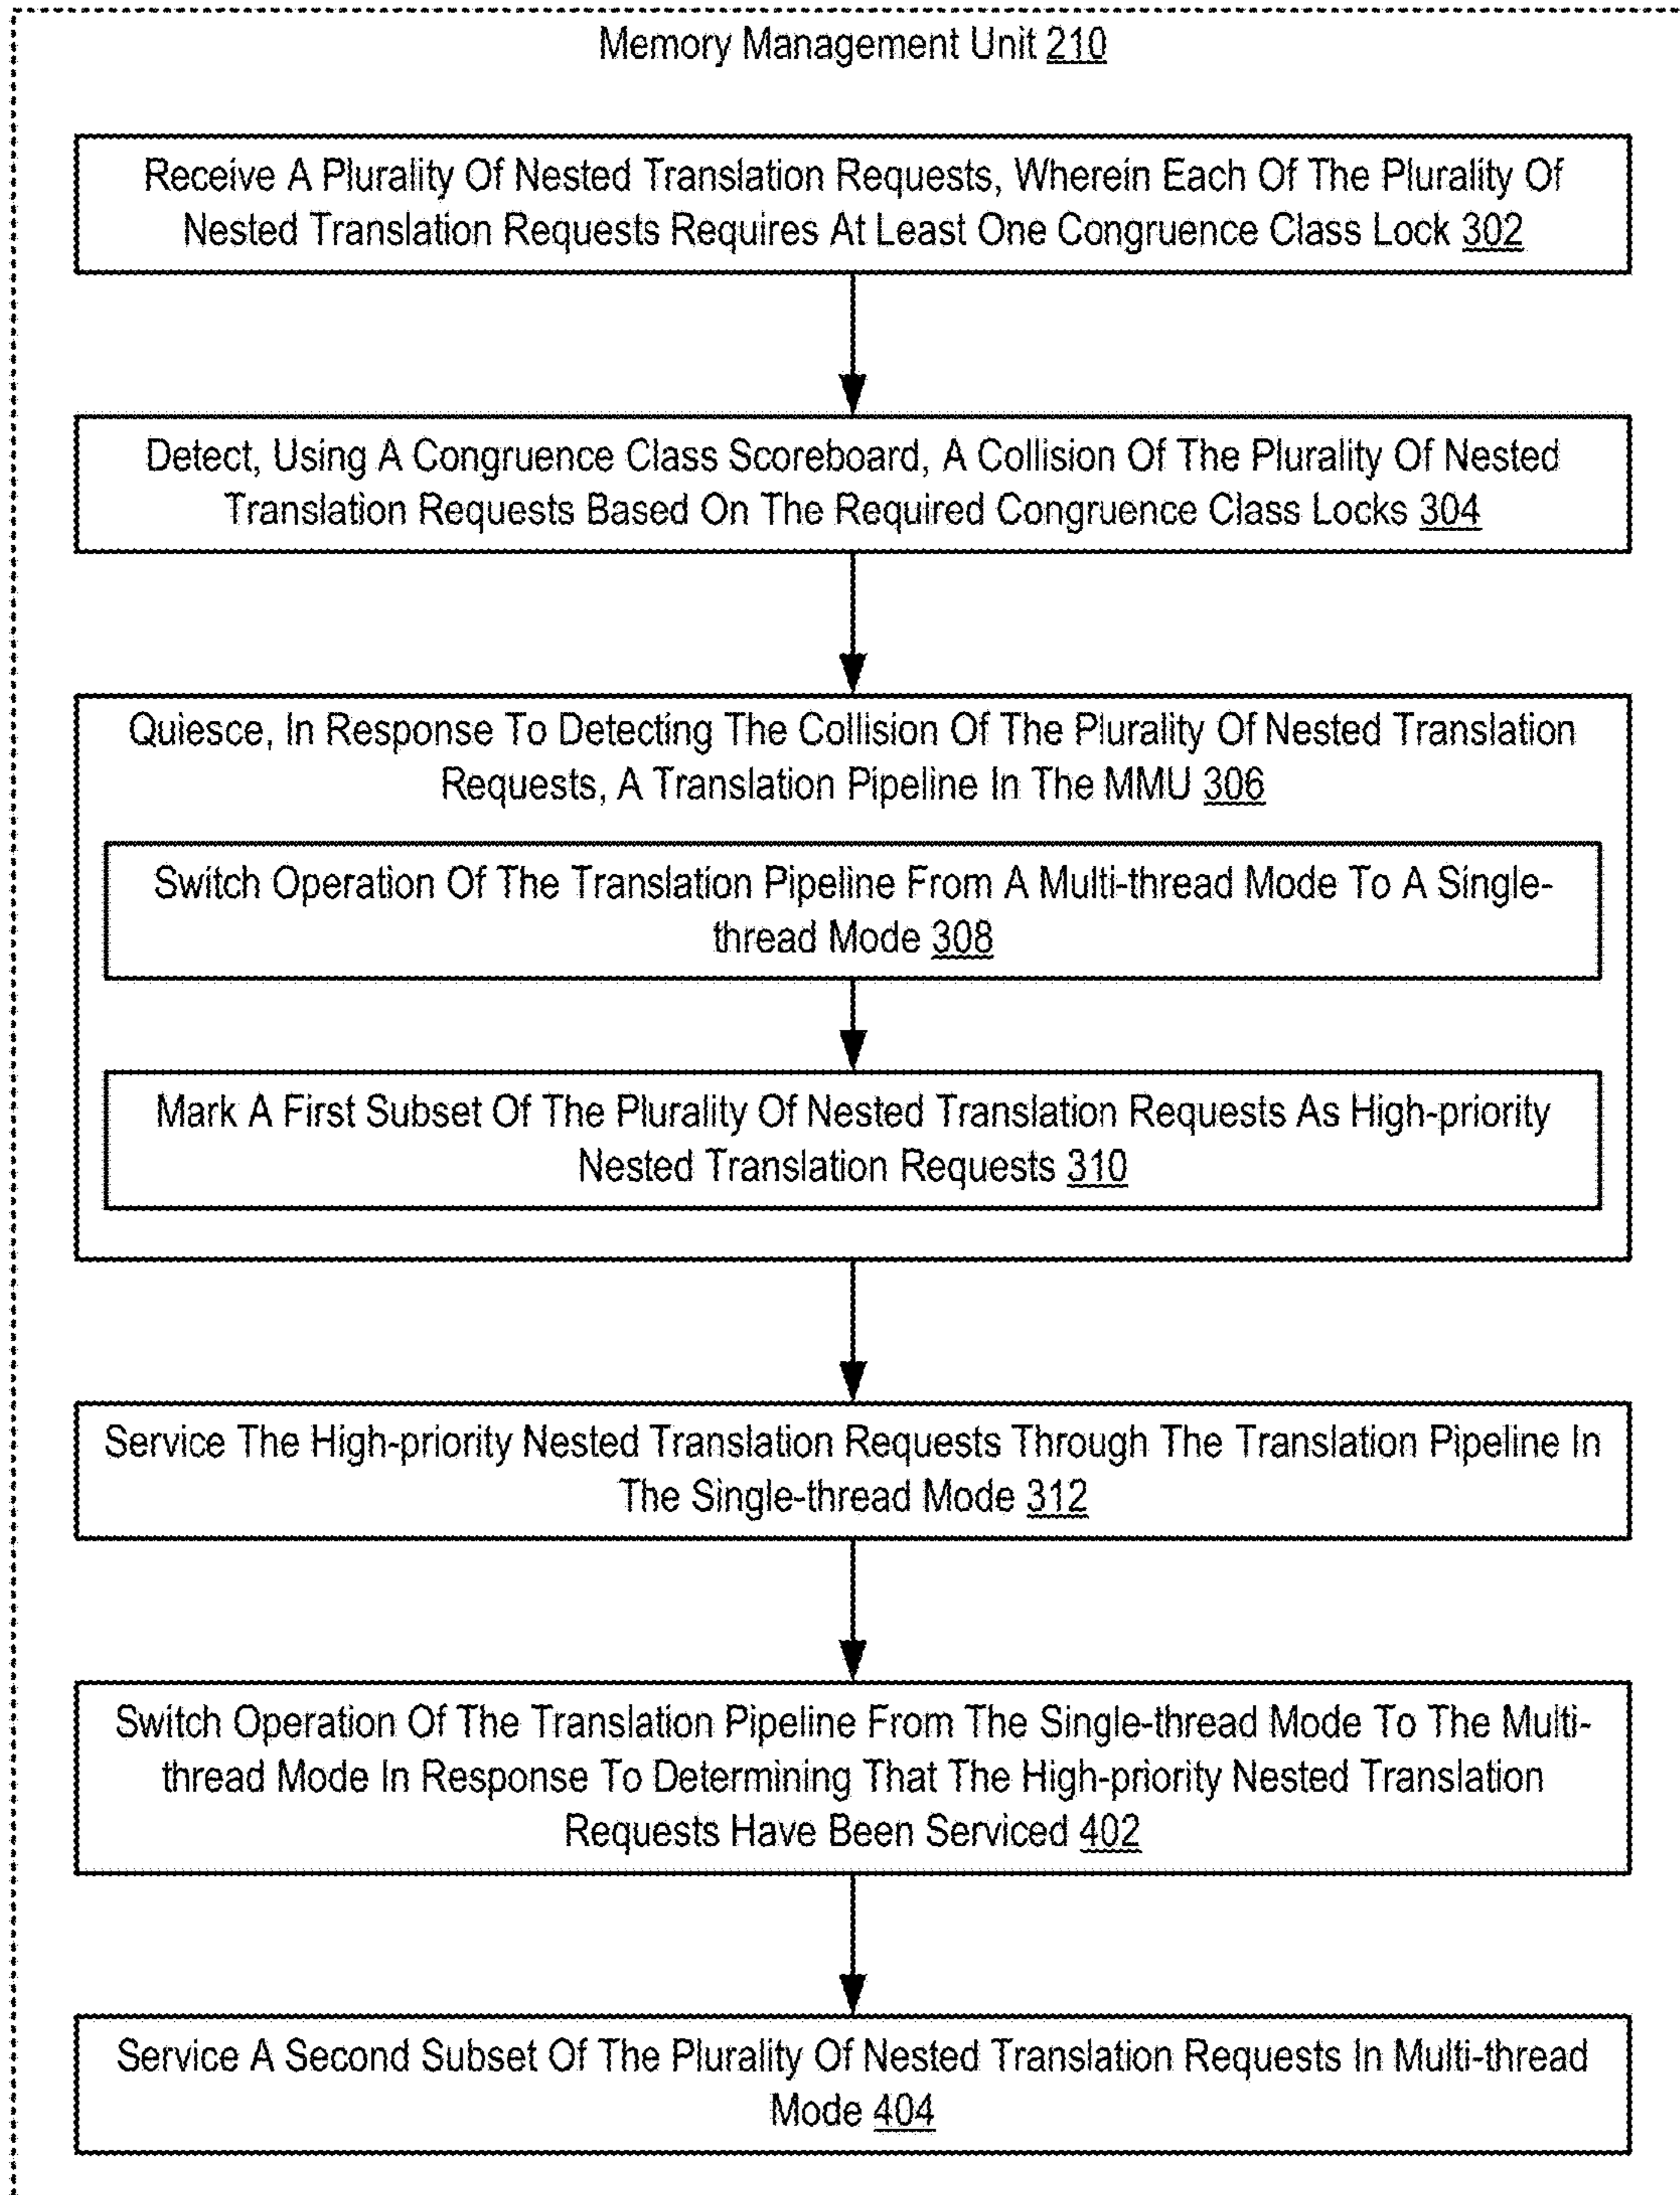 Memory Management Unit 210
Receive A Plurality Of Nested Translation Requests, Wherein Each Of The Plurality Of
Nested Translation Requests Requires At Least One Congruence Class Lock 302
Detect, Using A Congruence Class Scoreboard, A Collision Of The Plurality Of Nested
Translation Requests Based On The Required Congruence Class Locks 304
Quiesce, In Response To Detecting The Collision Of The Plurality Of Nested Translation
Requests, A Translation Pipeline In The MMU 306
Switch Operation Of The Translation Pipeline From A Multi-thread Mode To A Single-
thread Mode 308
Mark A First Subset Of The Plurality Of Nested Translation Requests As High-priority
Nested Translation Requests 310
Service The High-priority Nested Translation Requests Through The Translation Pipeline In
The Single-thread Mode 312
Switch Operation Of The Translation Pipeline From The Single-thread Mode To The Multi-
thread Mode In Response To Determining That The High-priority Nested Translation
Requests Have Been Serviced 402
Service A Second Subset Of The Plurality Of Nested Translation Requests In Multi-thread
Mode 404